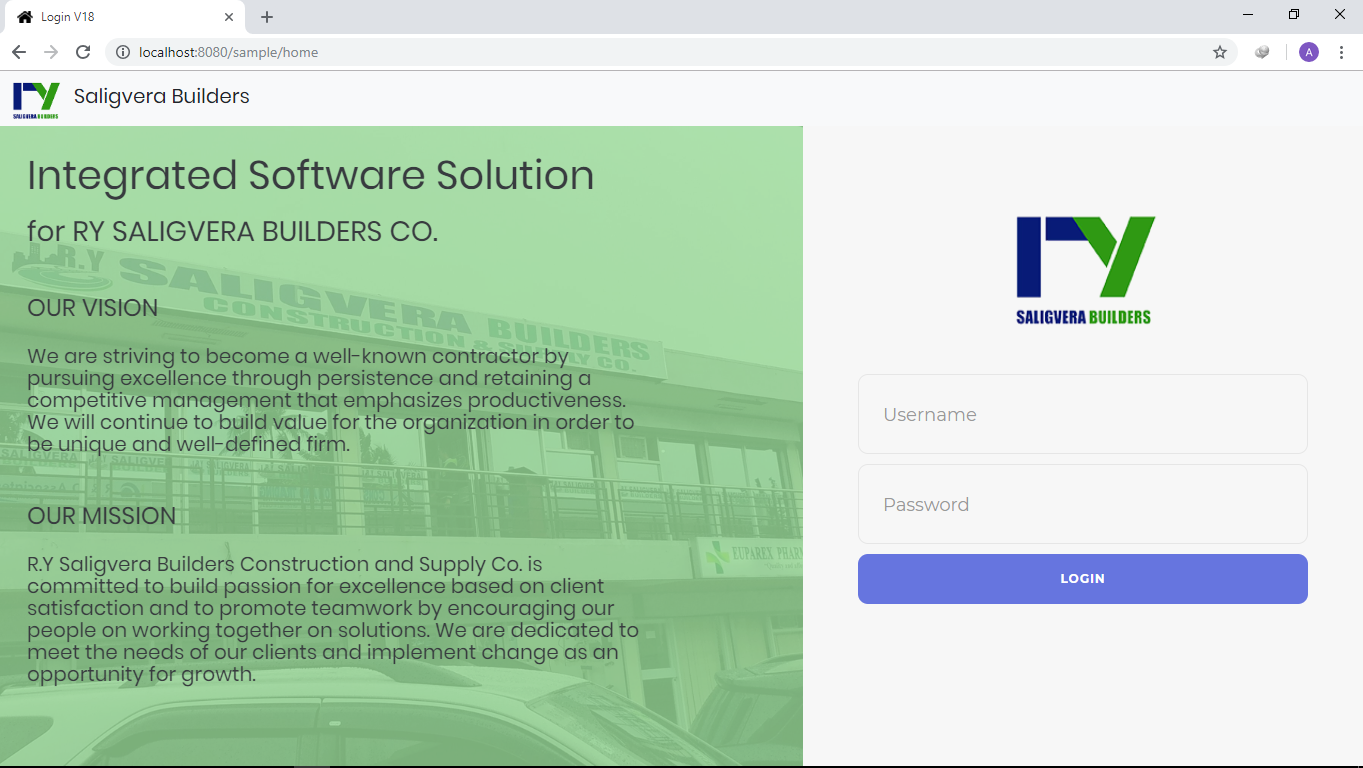 Login V18
localhost:8080/sample/home
A
RY
SALIGVERA BUILDERS
Saligvera Builders
Integrated Software Solution
for RY SALIGVERA BUILDERS CO.
R.Y SALIGVERA BUILDERS
CONSTRUCTION & SUPPLY CO.
OUR VISION
We are striving to become a well-known contractor by
pursuing excellence through persistence and retaining a
competitive management that emphasizes productiveness.
We will continue to build value for the organization in order to
be unique and well-defined firm.
OUR MISSION
R.Y Saligvera Builders Construction and Supply Co. is
committed to build passion for excellence based on client
satisfaction and to promote teamwork by encouraging our
people on working together on solutions. We are dedicated to
meet the needs of our clients and implement change as an
opportunity for growth.
EUPAREX PHAR
RY
SALIGVERA BUILDERS
Username
Password
LOGIN